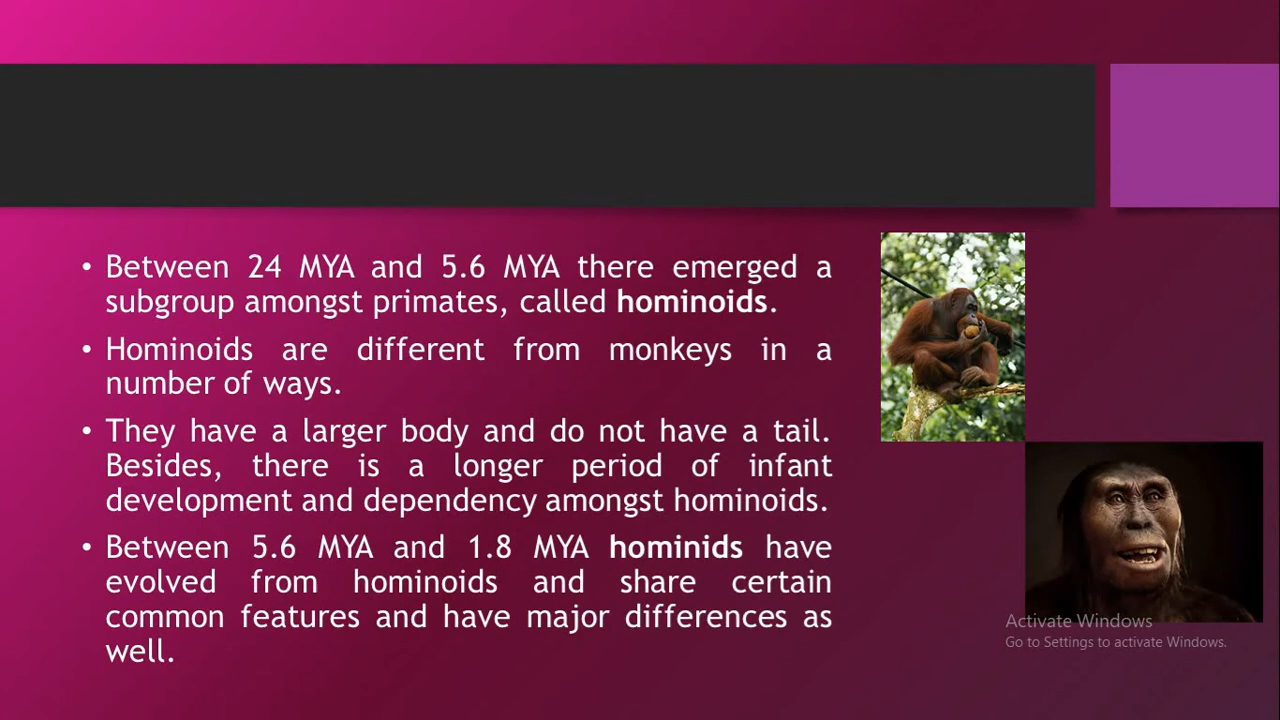 • Between 24 MYA and 5.6 MYA there emerged a
subgroup amongst primates, called hominoids.
• Hominoids are different from monkeys in a
number of ways.
• They have a larger body and do not have a tail.
Besides, there is a longer period of infant
development and dependency amongst hominoids.
• Between 5.6 MYA and 1.8 MYA hominids have
evolved from hominoids and share certain
common features and have major differences as
well.
Activate Windows
Go to Settings to activate Windows.